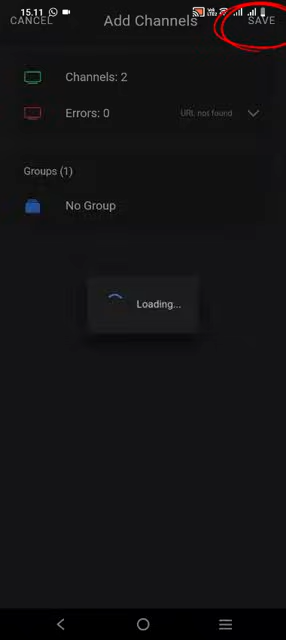 15.11
CANCEL Add Channels SAVE
Channels: 2
Errors: 0 URL not found
Groups (1)
No Group
Loading...